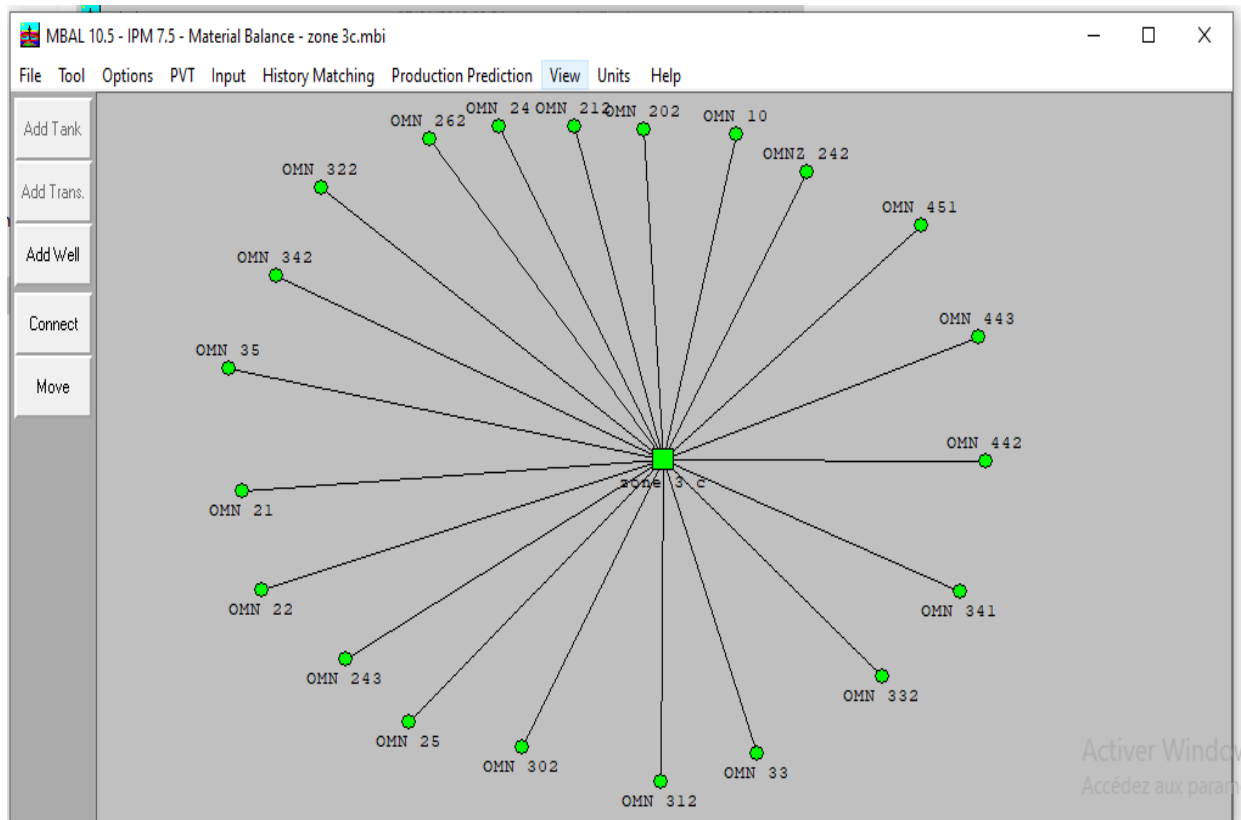 MBAL 10.5 - IPM 7.5 - Material Balance - zone 3c.mbi
File Tool Options PVT Input History Matching Production Prediction View Units Help
Add Tank
Add Trans.
Add Well
Connect
Move
OMN 262
OMN 24
OMN 212
OMN 202
OMN 10
OMNZ 242
OMN 322
OMN 451
OMN 342
OMN 443
OMN 35
OMN 442
zone 3 c
OMN 21
OMN 22
OMN 341
OMN 243
OMN 332
OMN 25
OMN 302
OMN 33
OMN 312
Activer Window
Accédez aux param